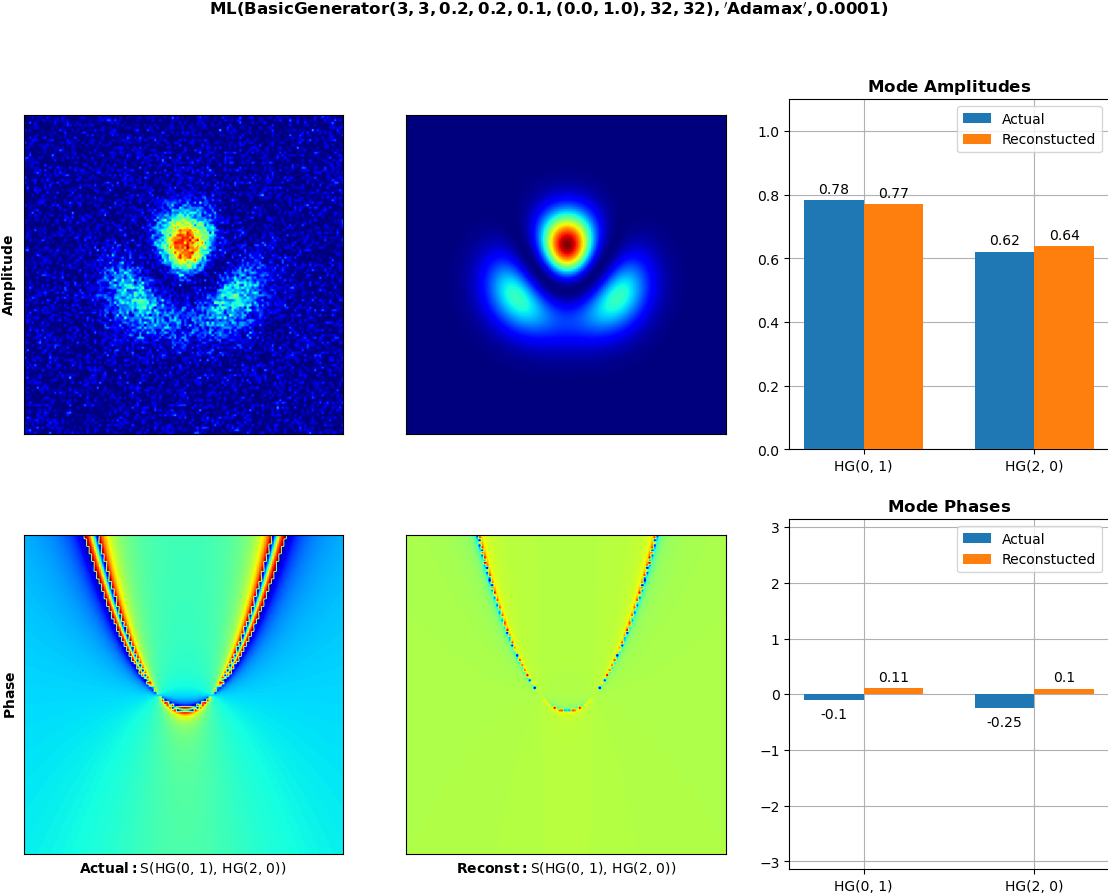 ML(BasicGenerator(3, 3, 0.2, 0.2, 0.1, (0.0, 1.0), 32, 32), ′Adamax′, 0.0001)
Amplitude
Mode Amplitudes
Actual
Reconstucted
1.0
0.8
0.6
0.4
0.2
0.0
0.78
0.77
0.62
0.64
HG(0, 1)
HG(2, 0)
Phase
Actual: S(HG(0, 1), HG(2, 0))
Reconst: S(HG(0, 1), HG(2, 0))
Mode Phases
Actual
Reconstucted
3
2
1
0
−1
−2
−3
-0.1
0.11
-0.25
0.1
HG(0, 1)
HG(2, 0)